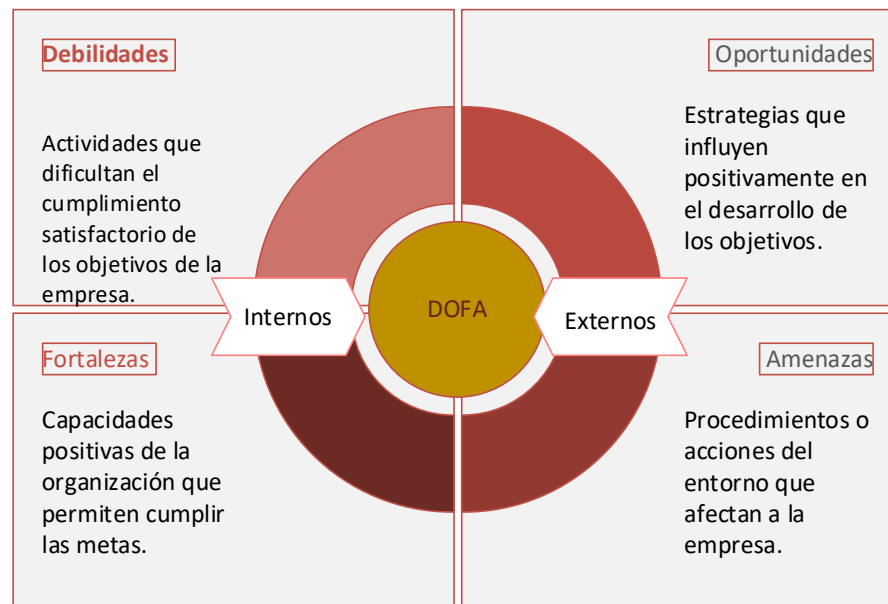 Debilidades
Actividades que
dificultan el
cumplimiento
satisfactorio de
los objetivos de la
empresa.
Oportunidades
Estrategias que
influyen
positivamente en
el desarrollo de
los objetivos.
Internos
DOFA
Externos
Fortalezas
Capacidades
positivas de la
organización que
permiten cumplir
las metas.
Amenazas
Procedimientos o
acciones del
entorno que
afectan a la
empresa.